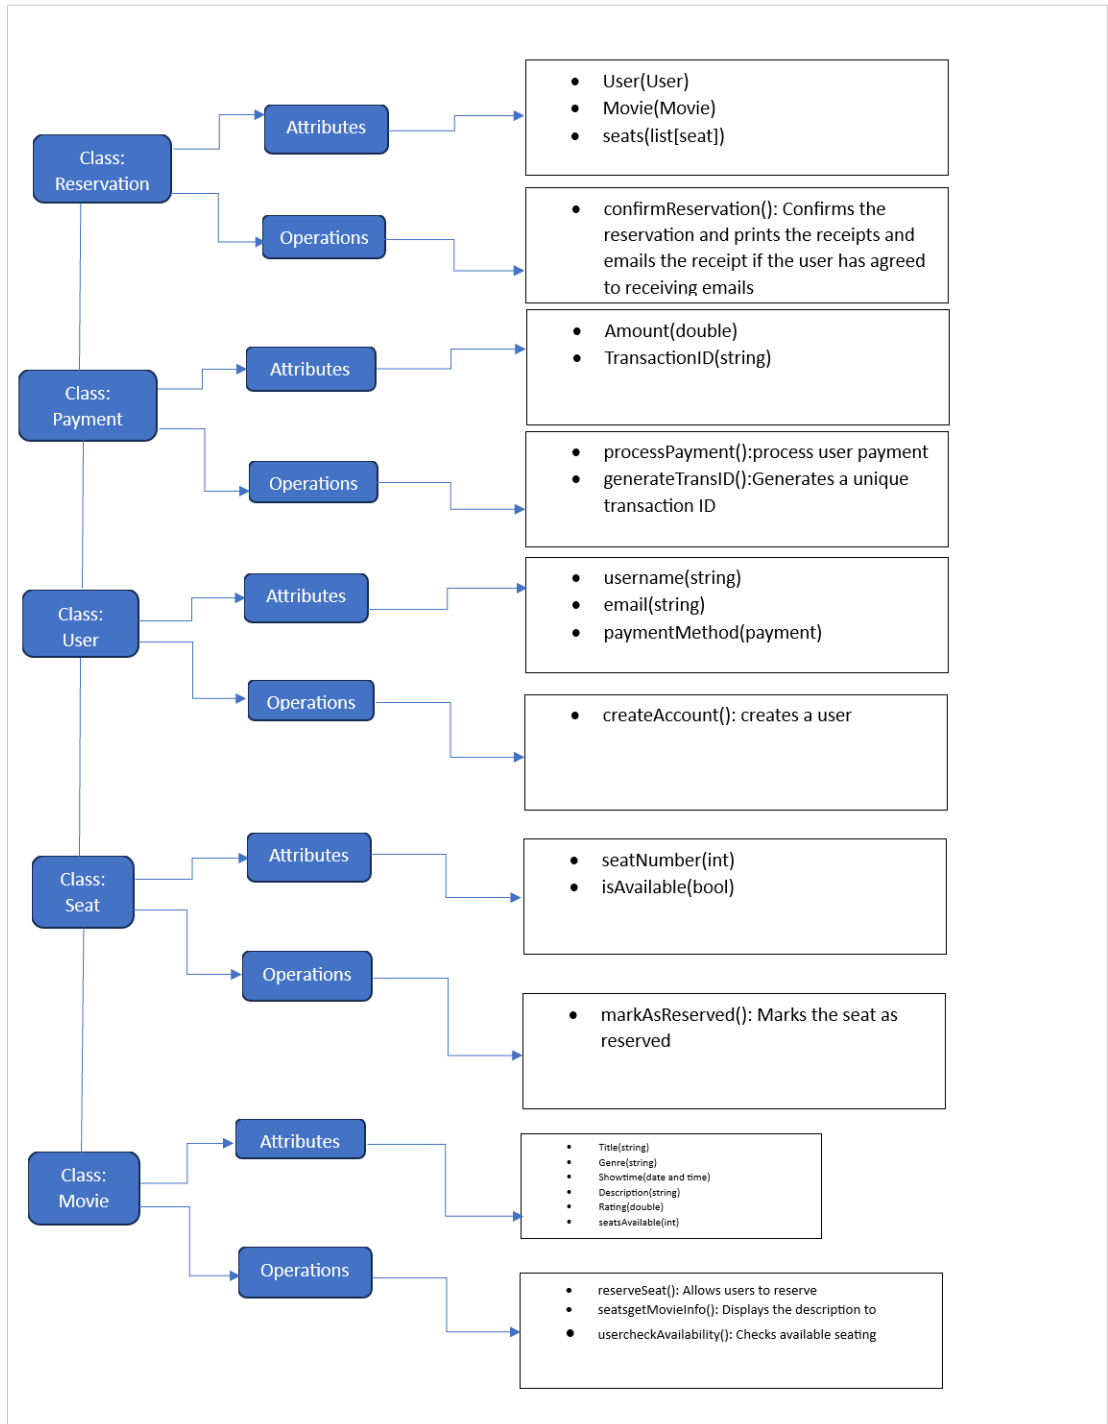 Class:
Reservation
Attributes
• User(User)
• Movie(Movie)
• seats(list[seat])
Operations
• confirmReservation(): Confirms the
reservation and prints the receipts and
emails the receipt if the user has agreed
to receiving emails
Class:
Payment
Attributes
• Amount(double)
• TransactionID(string)
Operations
• processPayment():process user payment
• generateTransID():Generates a unique
transaction ID
Class:
User
Attributes
• username(string)
• email(string)
• paymentMethod(payment)
Operations
• createAccount(): creates a user
Class:
Seat
Attributes
• seatNumber(int)
• isAvailable(bool)
Operations
• markAsReserved(): Marks the seat as
reserved
Class:
Movie
Attributes
• Title(string)
• Genre(string)
• Showtime(date and time)
• Description(string)
• Rating(double)
• seatsAvailable(int)
Operations
• reserveSeat(): Allows users to reserve
• seatsgetMovieInfo(): Displays the description to
• usercheckAvailability(): Checks available seating